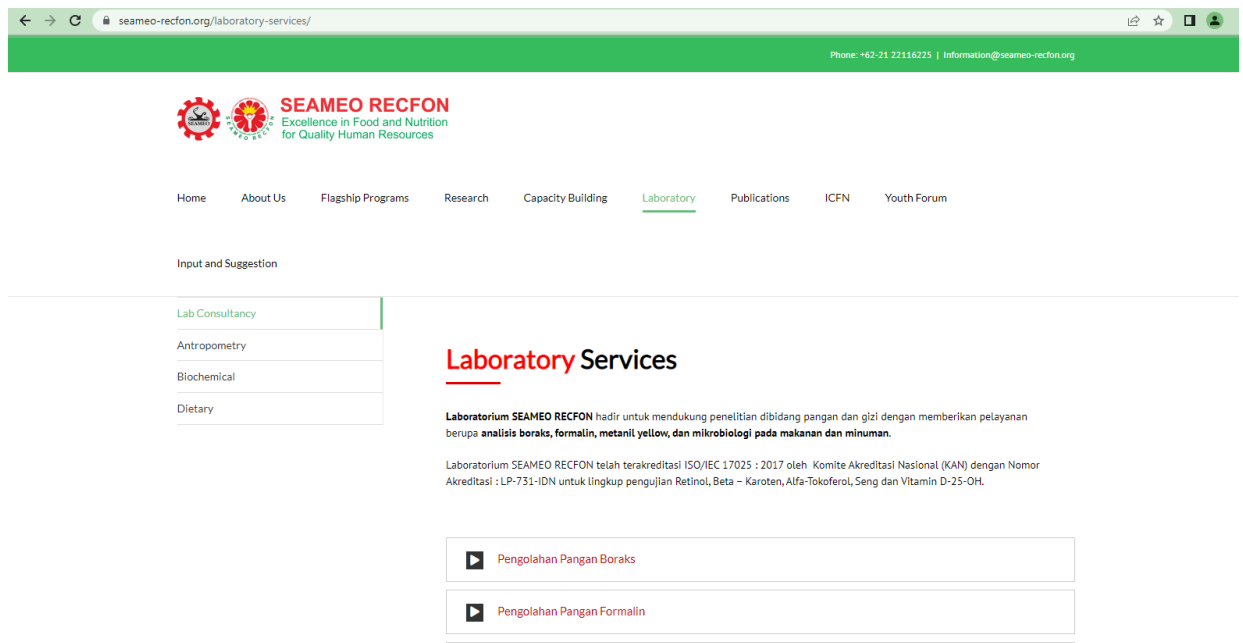 seameo-recfon.org/laboratory-services/
Phone: +62-21 22116225 | Information@seameo-recfon.org
SEAMEO
SEAMEO RECFON
SEAMEO RECFON
Excellence in Food and Nutrition
for Quality Human Resources
Home About Us Flagship Programs Research Capacity Building Laboratory Publications ICFN Youth Forum
Input and Suggestion
Lab Consultancy
Antropometry
Biochemical
Dietary
Laboratory Services
Laboratorium SEAMEO RECFON hadir untuk mendukung penelitian dibidang pangan dan gizi dengan memberikan pelayanan
berupa analisis boraks, formalin, metanil yellow, dan mikrobiologi pada makanan dan minuman.
Laboratorium SEAMEO RECFON telah terakreditasi ISO/IEC 17025 : 2017 oleh Komite Akreditasi Nasional (KAN) dengan Nomor
Akreditasi : LP-731-IDN untuk lingkup pengujian Retinol, Beta – Karoten, Alfa-Tokoferol, Seng dan Vitamin D-25-OH.
Pengolahan Pangan Boraks
Pengolahan Pangan Formalin